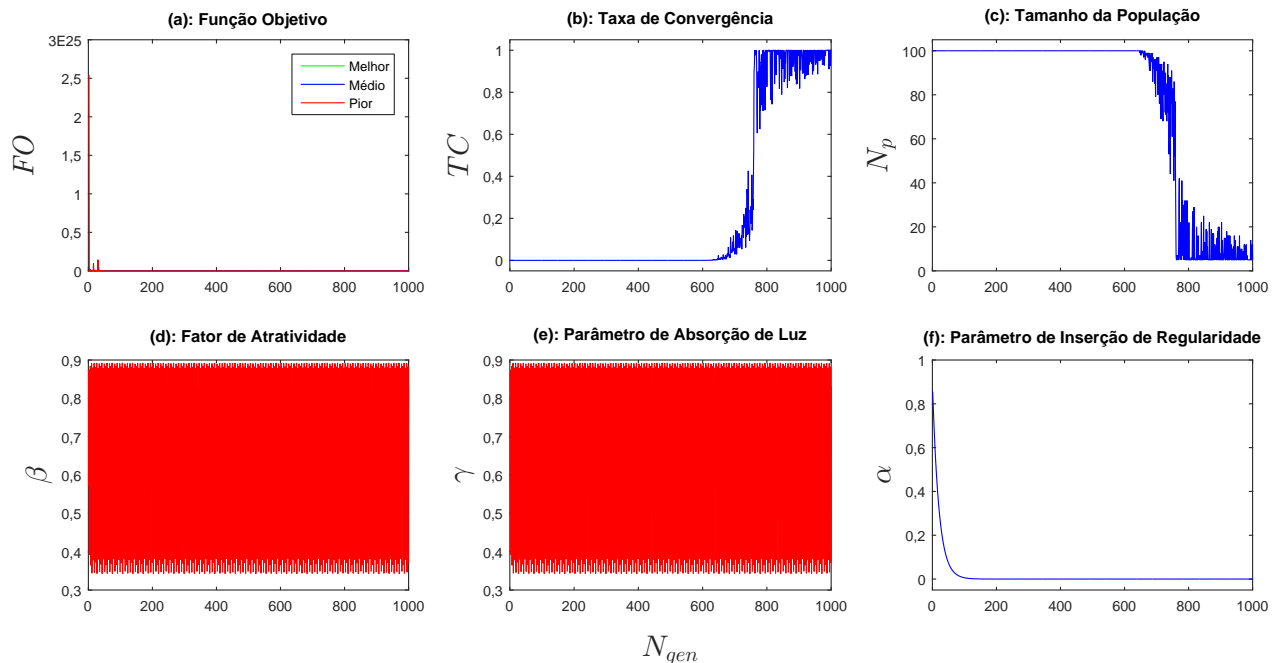 (a): Função Objetivo
3E25
2,5
2
1,5
1
0,5
0
0 200 400 600 800 1000
FO
Melhor
Médio
Pior
(b): Taxa de Convergência
1
0,8
0,6
0,4
0,2
0
0 200 400 600 800 1000
TC
(c): Tamanho da População
100
80
60
40
20
0
0 200 400 600 800 1000
N_p
(d): Fator de Atratividade
0,9
0,8
0,7
0,6
0,5
0,4
0,3
0 200 400 600 800 1000
β
(e): Parâmetro de Absorção de Luz
0,9
0,8
0,7
0,6
0,5
0,4
0,3
0 200 400 600 800 1000
γ
N_gen
(f): Parâmetro de Inserção de Regularidade
1
0,8
0,6
0,4
0,2
0
0 200 400 600 800 1000
α